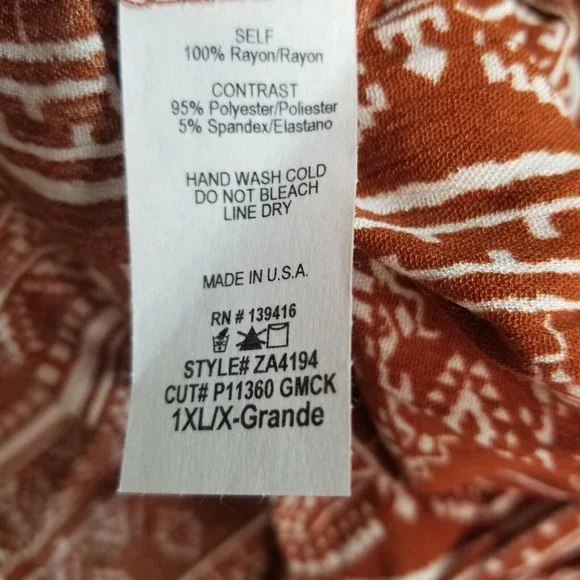 SELF
100% Rayon/Rayon
CONTRAST
95% Polyester/Poliester
5% Spandex/Elastano
HAND WASH COLD
DO NOT BLEACH
LINE DRY
MADE IN U.S.A.
RN # 139416
STYLE# ZA4194
CUT# P11360 GMCK
1XL/X-Grande